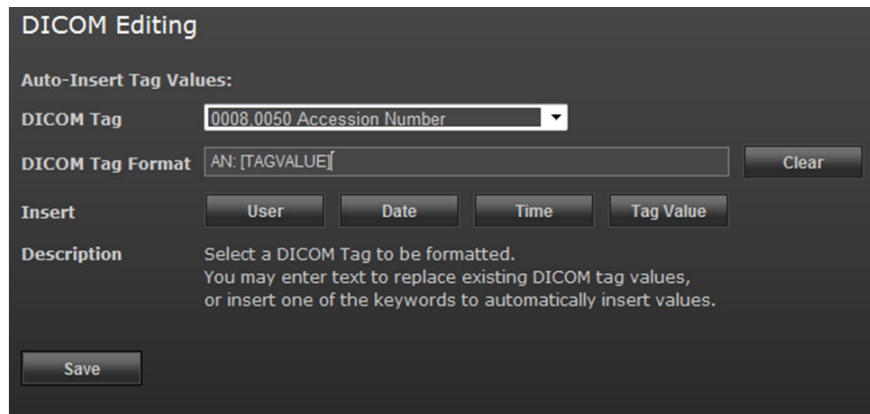 DICOM Editing
Auto-Insert Tag Values:
DICOM Tag 0008,0050 Accession Number
DICOM Tag Format AN: [TAGVALUE] Clear
Insert User Date Time Tag Value
Description Select a DICOM Tag to be formatted.
You may enter text to replace existing DICOM tag values,
or insert one of the keywords to automatically insert values.
Save